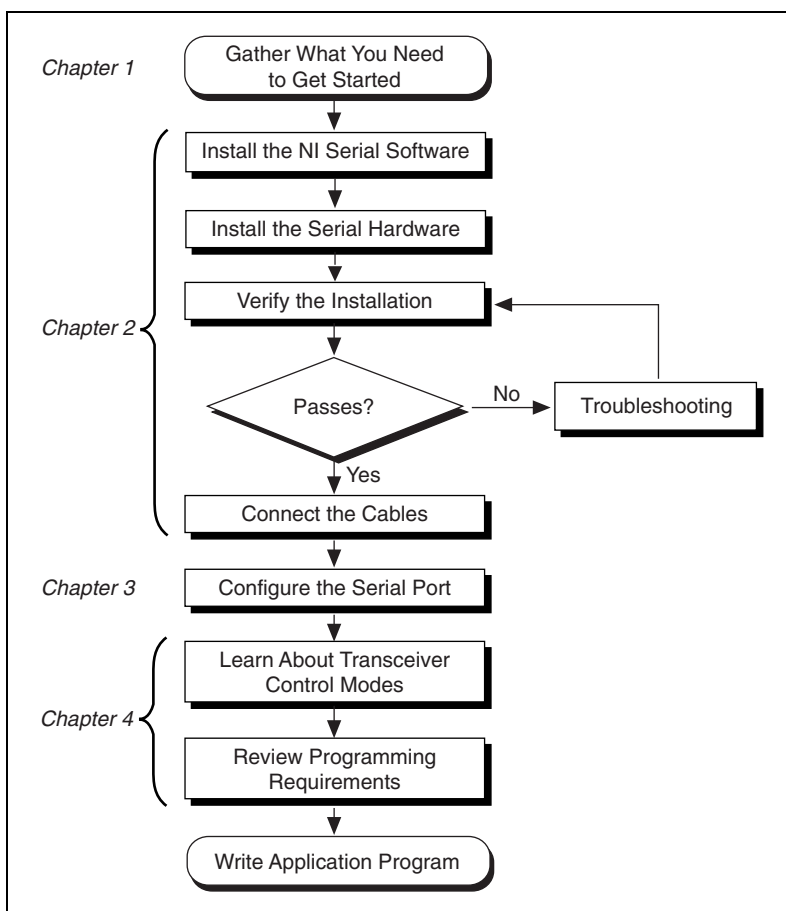 Chapter 1
Gather What You Need
to Get Started
Install the NI Serial Software
Install the Serial Hardware
Verify the Installation
Chapter 2
Passes?
No
Troubleshooting
Yes
Connect the Cables
Chapter 3
Configure the Serial Port
Learn About Transceiver
Control Modes
Chapter 4
Review Programming
Requirements
Write Application Program